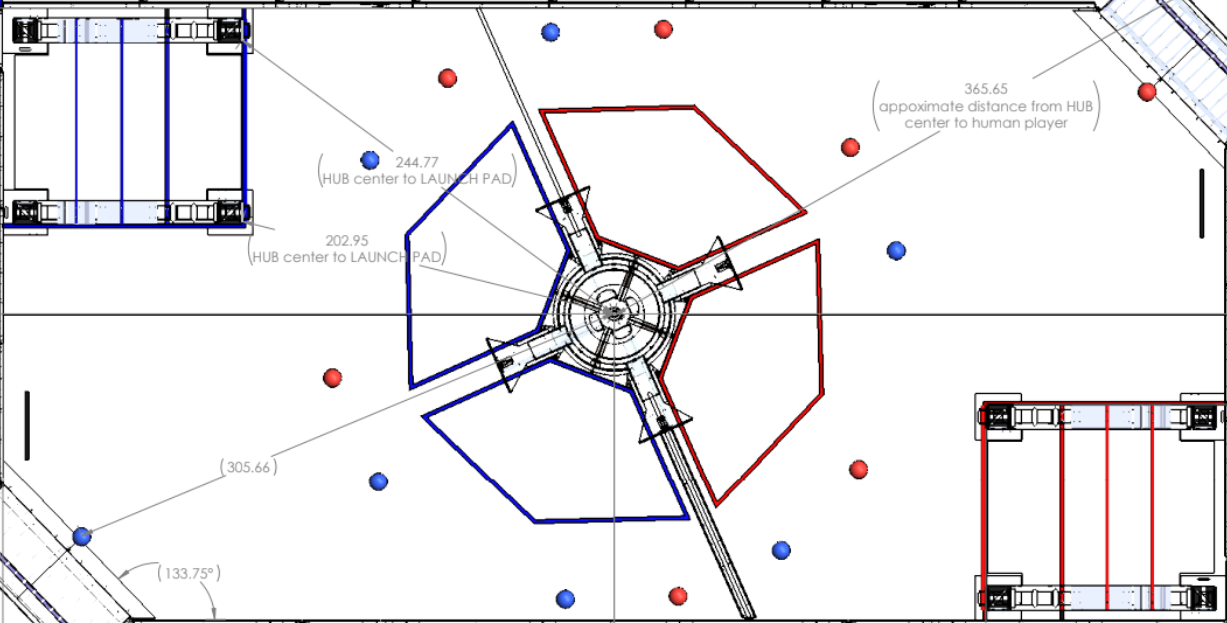 365.65
appoximate distance from HUB
center to human player
244.77
(HUB center to LAUNCH PAD)
202.95
(HUB center to LAUNCH PAD)
(305.66)
(133.75°)